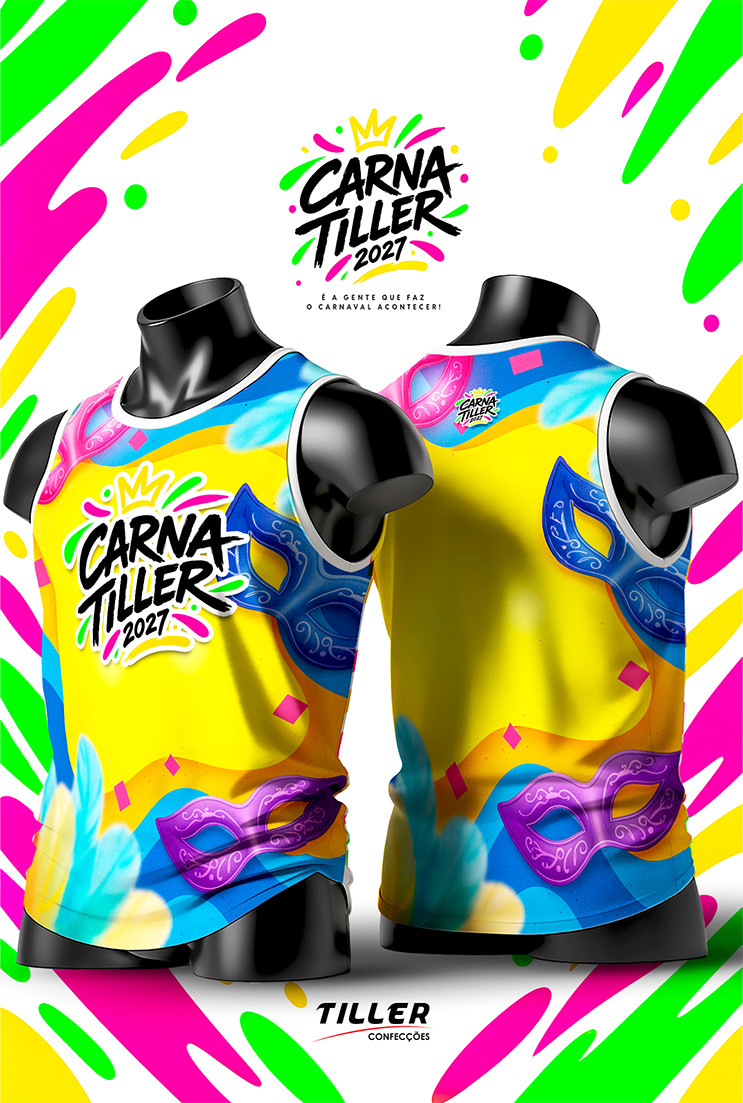 CARNA
TILLER
2027
É A GENTE QUE FAZ
O CARNAVAL ACONTECER!
CARNA
TILLER
2027
CARNA
TILLER
2027
TILLER
CONFECÇÕES